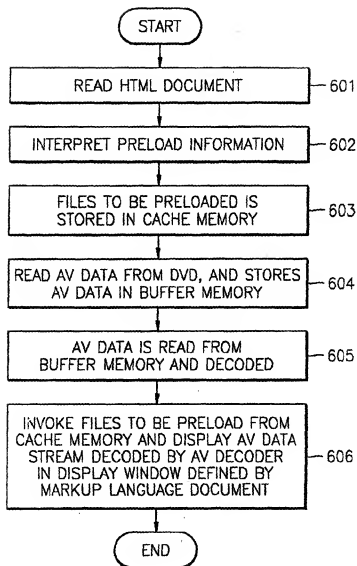 START
READ HTML DOCUMENT
601
INTERPRET PRELOAD INFORMATION
602
FILES TO BE PRELOADED IS
STORED IN CACHE MEMORY
603
READ AV DATA FROM DVD, AND STORES
AV DATA IN BUFFER MEMORY
604
AV DATA IS READ FROM
BUFFER MEMORY AND DECODED
605
INVOKE FILES TO BE PRELOAD FROM
CACHE MEMORY AND DISPLAY AV DATA
STREAM DECODED BY AV DECODER
IN DISPLAY WINDOW DEFINED BY
MARKUP LANGUAGE DOCUMENT
606
END